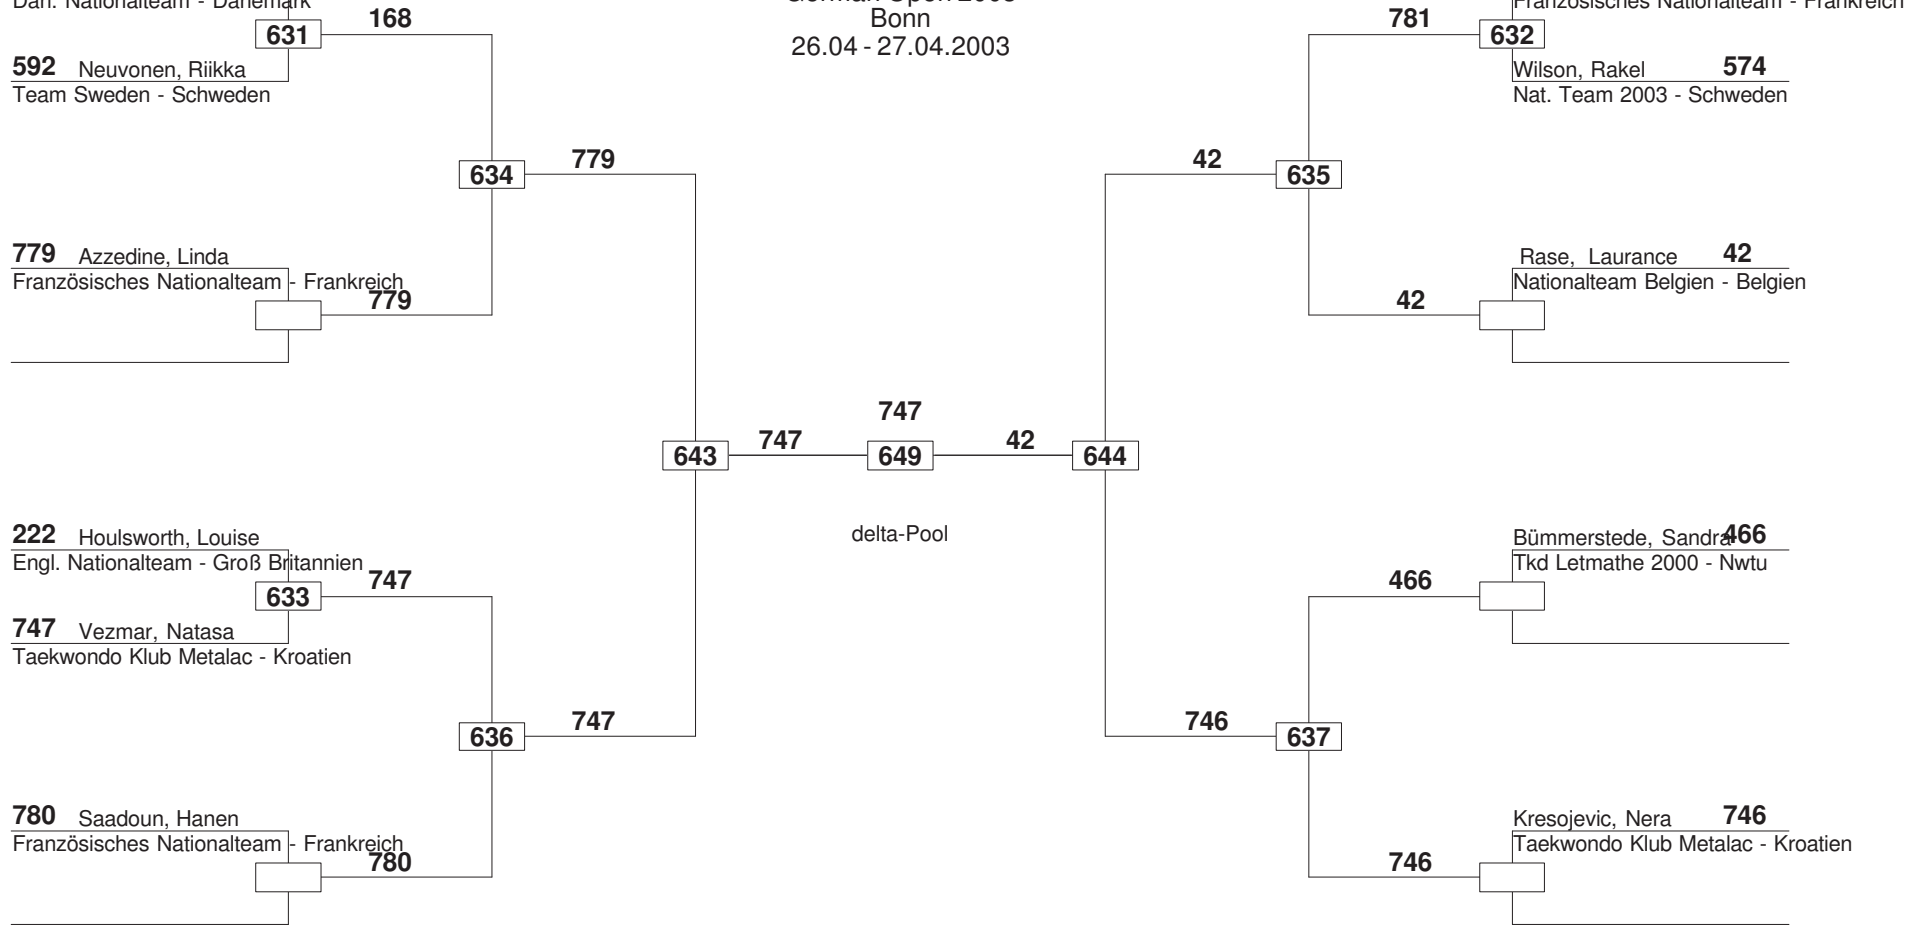 Dän. Nationalteam - Dänemark
168
631
592 Neuvonen, Riikka
Team Sweden - Schweden
634
779
779 Azzedine, Linda
Französisches Nationalteam - Frankreich
779
German Open 2003
Bonn
26.04 - 27.04.2003
Französisches Nationalteam - Frankreich
781
632
Wilson, Rakel 574
Nat. Team 2003 - Schweden
42
635
Rase, Laurance 42
Nationalteam Belgien - Belgien
42
747
643
747
649
42
644
delta-Pool
222 Houlsworth, Louise
Engl. Nationalteam - Groß Britannien
747
633
747 Vezmar, Natasa
Taekwondo Klub Metalac - Kroatien
636
747
780 Saadoun, Hanen
Französisches Nationalteam - Frankreich
780
Bümmerstede, Sandra 466
Tkd Letmathe 2000 - Nwtu
466
746
637
Kresojevic, Nera 746
Taekwondo Klub Metalac - Kroatien
746